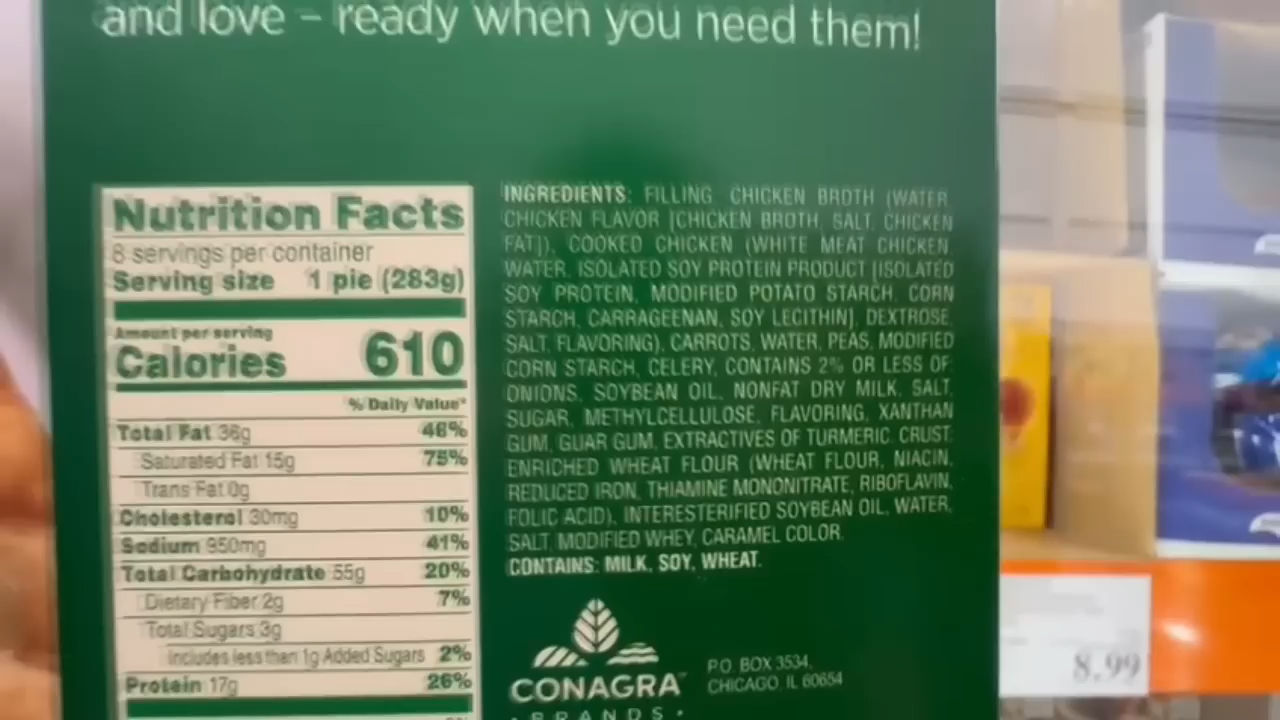 and love – ready when you need them!
Nutrition Facts
8 servings per container
Serving size 1 pie (283g)
Amount per serving
Calories 610
% Daily Value*
Total Fat 36g 46%
Saturated Fat 15g 75%
Trans Fat 0g
Cholesterol 30mg 10%
Sodium 950mg 41%
Total Carbohydrate 55g 20%
Dietary Fiber 2g 7%
Total Sugars 3g
Includes less than 1g Added Sugars 2%
Protein 17g 26%
INGREDIENTS: FILLING: CHICKEN BROTH (WATER,
CHICKEN FLAVOR [CHICKEN BROTH, SALT, CHICKEN
FAT]), COOKED CHICKEN (WHITE MEAT CHICKEN,
WATER, ISOLATED SOY PROTEIN PRODUCT [ISOLATED
SOY PROTEIN, MODIFIED POTATO STARCH, CORN
STARCH, CARRAGEENAN, SOY LECITHIN], DEXTROSE,
SALT, FLAVORING), CARROTS, WATER, PEAS, MODIFIED
CORN STARCH, CELERY, CONTAINS 2% OR LESS OF:
ONIONS, SOYBEAN OIL, NONFAT DRY MILK, SALT,
SUGAR, METHYLCELLULOSE, FLAVORING, XANTHAN
GUM, GUAR GUM, EXTRACTIVES OF TURMERIC. CRUST:
ENRICHED WHEAT FLOUR (WHEAT FLOUR, NIACIN,
REDUCED IRON, THIAMINE MONONITRATE, RIBOFLAVIN,
FOLIC ACID), INTERESTERIFIED SOYBEAN OIL, WATER,
SALT, MODIFIED WHEY, CARAMEL COLOR.
CONTAINS: MILK, SOY, WHEAT.
CONAGRA
BRANDS
P.O. BOX 3534,
CHICAGO, IL 60654
8.99